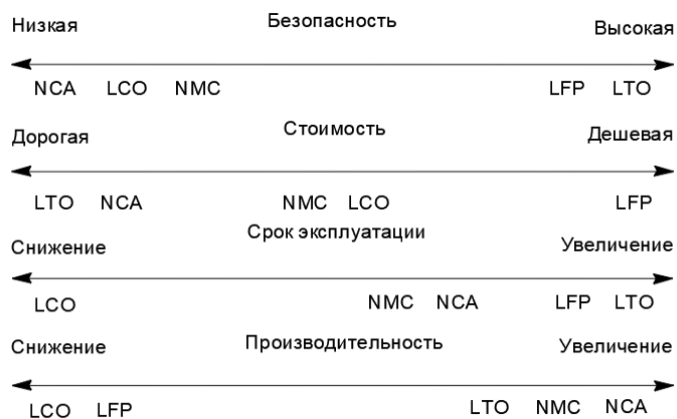 Низкая Безопасность Высокая
NCA LCO NMC LFP LTO
Дорогая Стоимость Дешевая
LTO NCA NMC LCO LFP
Снижение Срок эксплуатации Увеличение
LCO NMC NCA LFP LTO
Снижение Производительность Увеличение
LCO LFP LTO NMC NCA